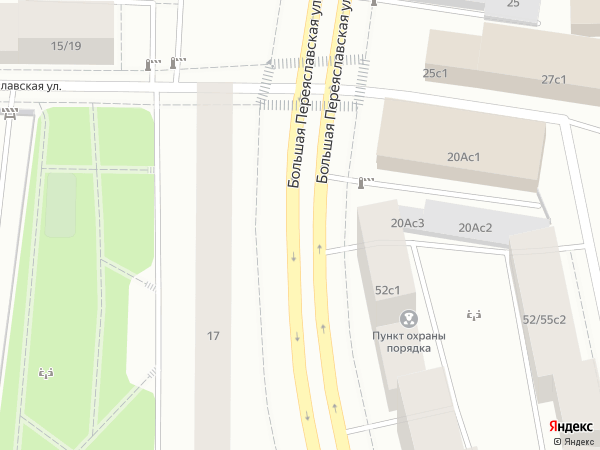 25
15/19
25с1
27с1
лавская ул.
Большая Переяславская ул.
Большая Переяславская ул.
20Ас1
20Ас3
20Ас2
52с1
17
52/55с2
Пункт охраны
порядка
Яндекс
© Яндекс